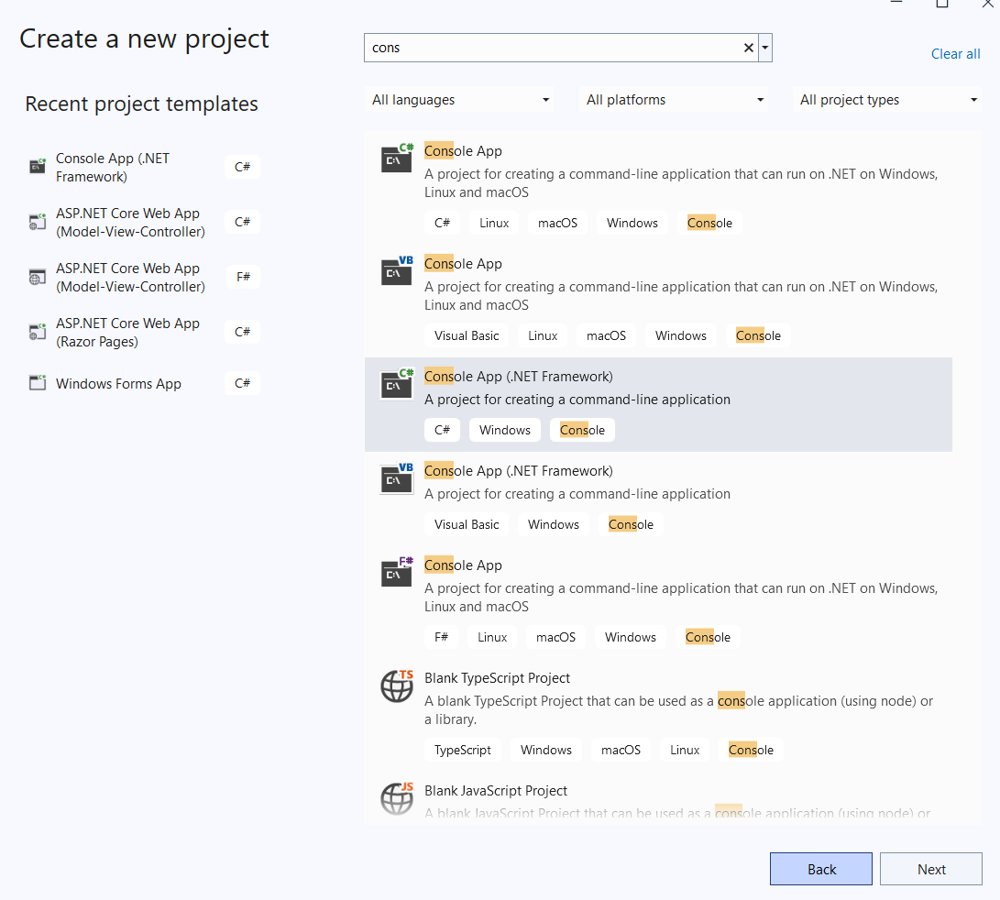 Create a new project
cons
Clear all
Recent project templates
All languages
All platforms
All project types
Console App (.NET
Framework)
C#
ASP.NET Core Web App
(Model-View-Controller)
C#
ASP.NET Core Web App
(Model-View-Controller)
F#
ASP.NET Core Web App
(Razor Pages)
C#
Windows Forms App
C#
C#
C:\
Console App
A project for creating a command-line application that can run on .NET on Windows,
Linux and macOS
C# Linux macOS Windows Console
VB
C:\
Console App
A project for creating a command-line application that can run on .NET on Windows,
Linux and macOS
Visual Basic Linux macOS Windows Console
C#
C:\
Console App (.NET Framework)
A project for creating a command-line application
C# Windows Console
VB
C:\
Console App (.NET Framework)
A project for creating a command-line application
Visual Basic Windows Console
F#
C:\
Console App
A project for creating a command-line application that can run on .NET on Windows,
Linux and macOS
F# Linux macOS Windows Console
TS
Blank TypeScript Project
A blank TypeScript Project that can be used as a console application (using node) or
a library.
TypeScript Windows macOS Linux Console
JS
Blank JavaScript Project
A blank JavaScript Project that can be used as a console application (using node) or
Back
Next